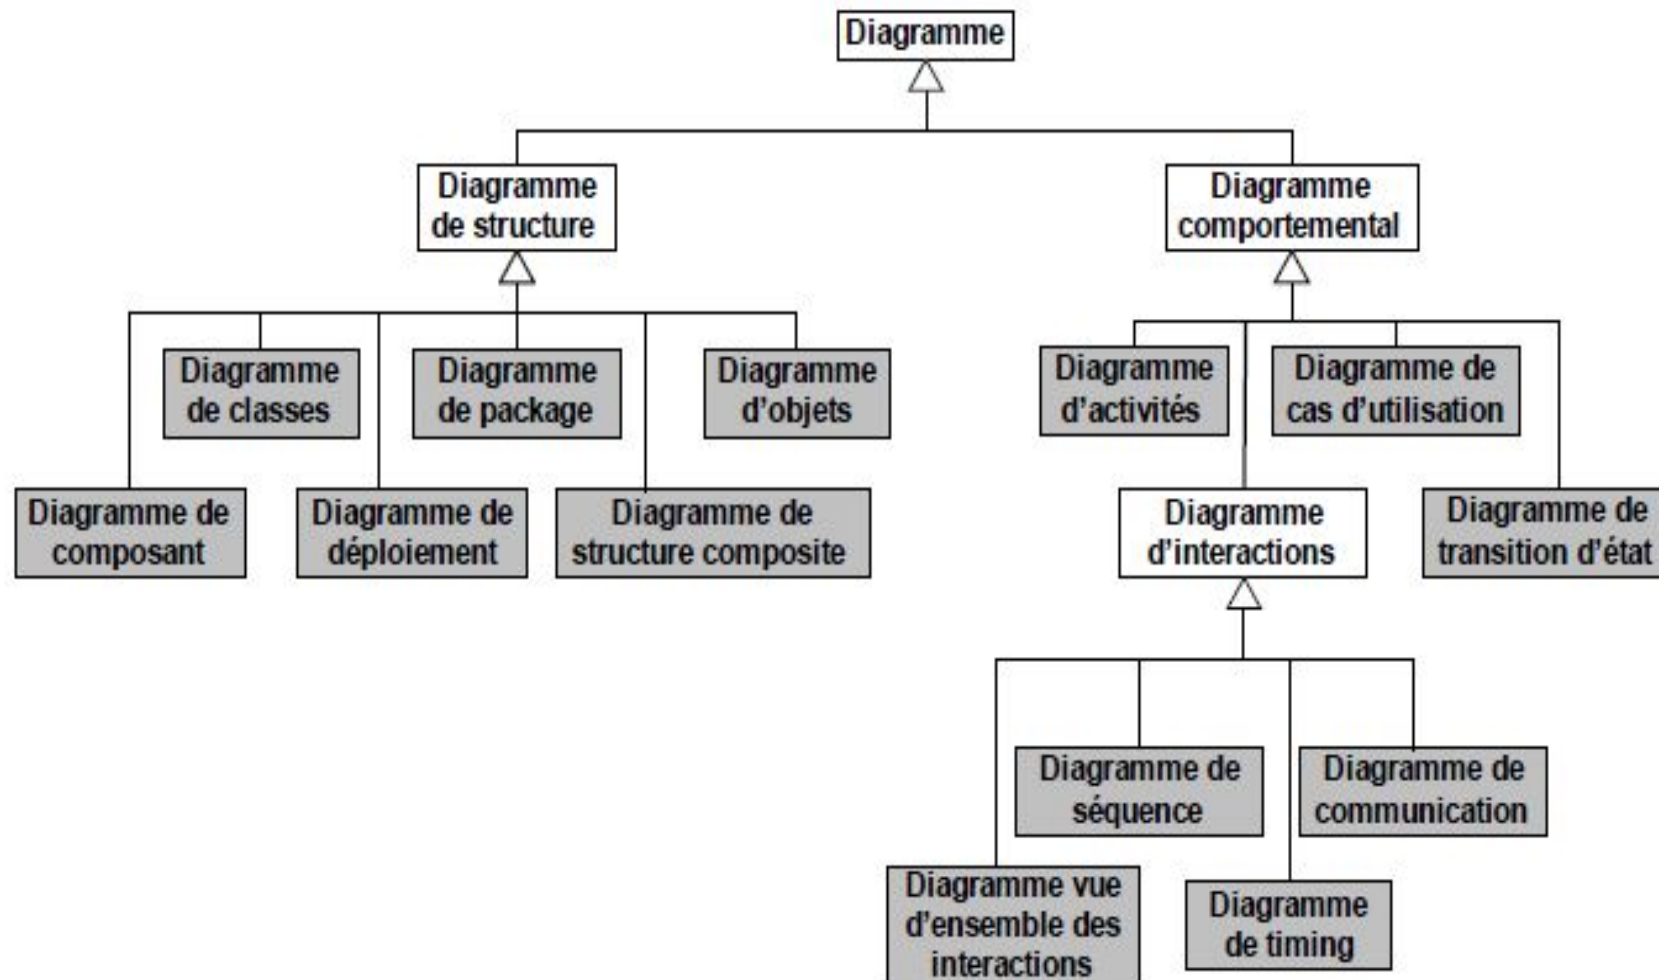 Diagramme
Diagramme
de structure
Diagramme
comportemental
Diagramme
de classes
Diagramme
de package
Diagramme
d'objets
Diagramme
d'activités
Diagramme de
cas d'utilisation
Diagramme de
composant
Diagramme de
déploiement
Diagramme de
structure composite
Diagramme
d'interactions
Diagramme de
transition d'état
Diagramme de
séquence
Diagramme de
communication
Diagramme vue
d'ensemble des
interactions
Diagramme
de timing